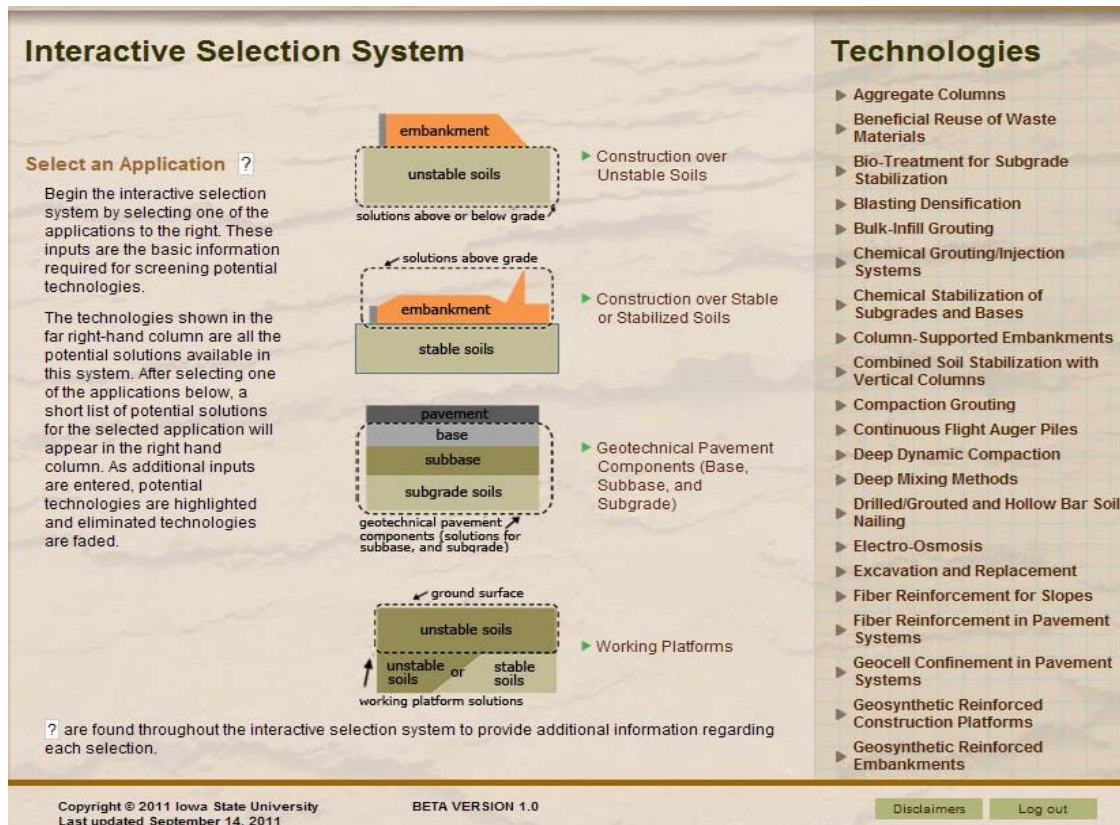 Interactive Selection System
Select an Application ?
Begin the interactive selection
system by selecting one of the
applications to the right. These
inputs are the basic information
required for screening potential
technologies.
The technologies shown in the
far right-hand column are all the
potential solutions available in
this system. After selecting one
of the applications below, a
short list of potential solutions
for the selected application will
appear in the right hand
column. As additional inputs
are entered, potential
technologies are highlighted
and eliminated technologies
are faded.
embankment
unstable soils
solutions above or below grade
Construction over
Unstable Soils
solutions above grade
embankment
stable soils
Construction over Stable
or Stabilized Soils
pavement
base
subbase
subgrade soils
geotechnical pavement
components (solutions for
subbase, and subgrade)
Geotechnical Pavement
Components (Base,
Subbase, and
Subgrade)
ground surface
unstable soils
unstable
soils
or
stable
soils
working platform solutions
Working Platforms
? are found throughout the interactive selection system to provide additional information regarding
each selection.
Technologies
Aggregate Columns
Beneficial Reuse of Waste
Materials
Bio-Treatment for Subgrade
Stabilization
Blasting Densification
Bulk-Infill Grouting
Chemical Grouting/Injection
Systems
Chemical Stabilization of
Subgrades and Bases
Column-Supported Embankments
Combined Soil Stabilization with
Vertical Columns
Compaction Grouting
Continuous Flight Auger Piles
Deep Dynamic Compaction
Deep Mixing Methods
Drilled/Grouted and Hollow Bar Soil
Nailing
Electro-Osmosis
Excavation and Replacement
Fiber Reinforcement for Slopes
Fiber Reinforcement in Pavement
Systems
Geocell Confinement in Pavement
Systems
Geosynthetic Reinforced
Construction Platforms
Geosynthetic Reinforced
Embankments
Copyright © 2011 Iowa State University
Last updated September 14, 2011
BETA VERSION 1.0
Disclaimers
Log out